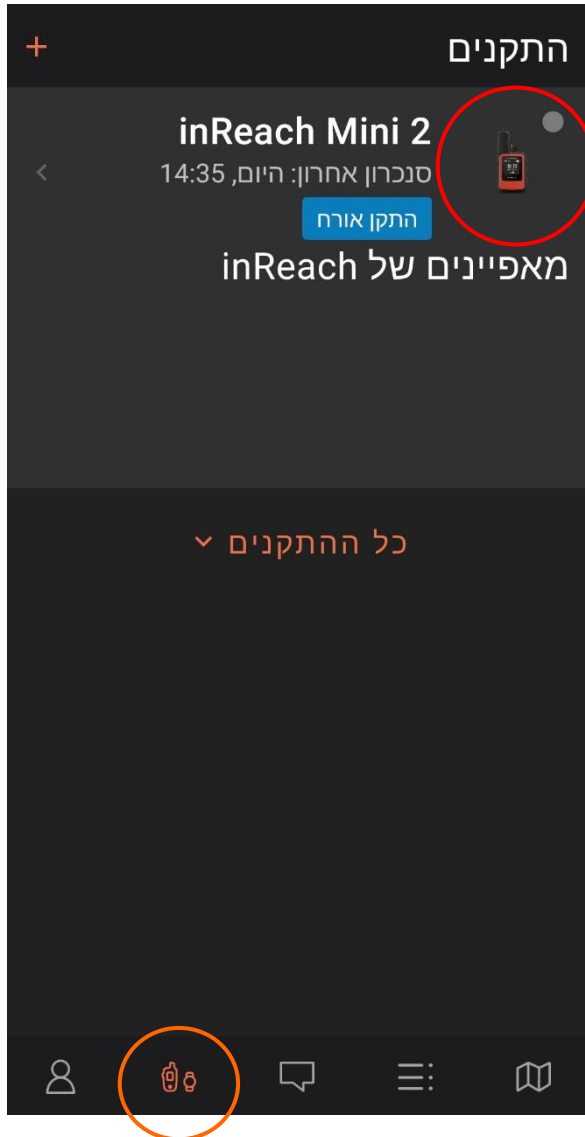 התקנים
inReach Mini 2
סנכרון אחרון: היום, 14:35
התקן אורח
מאפיינים של inReach
כל ההתקנים